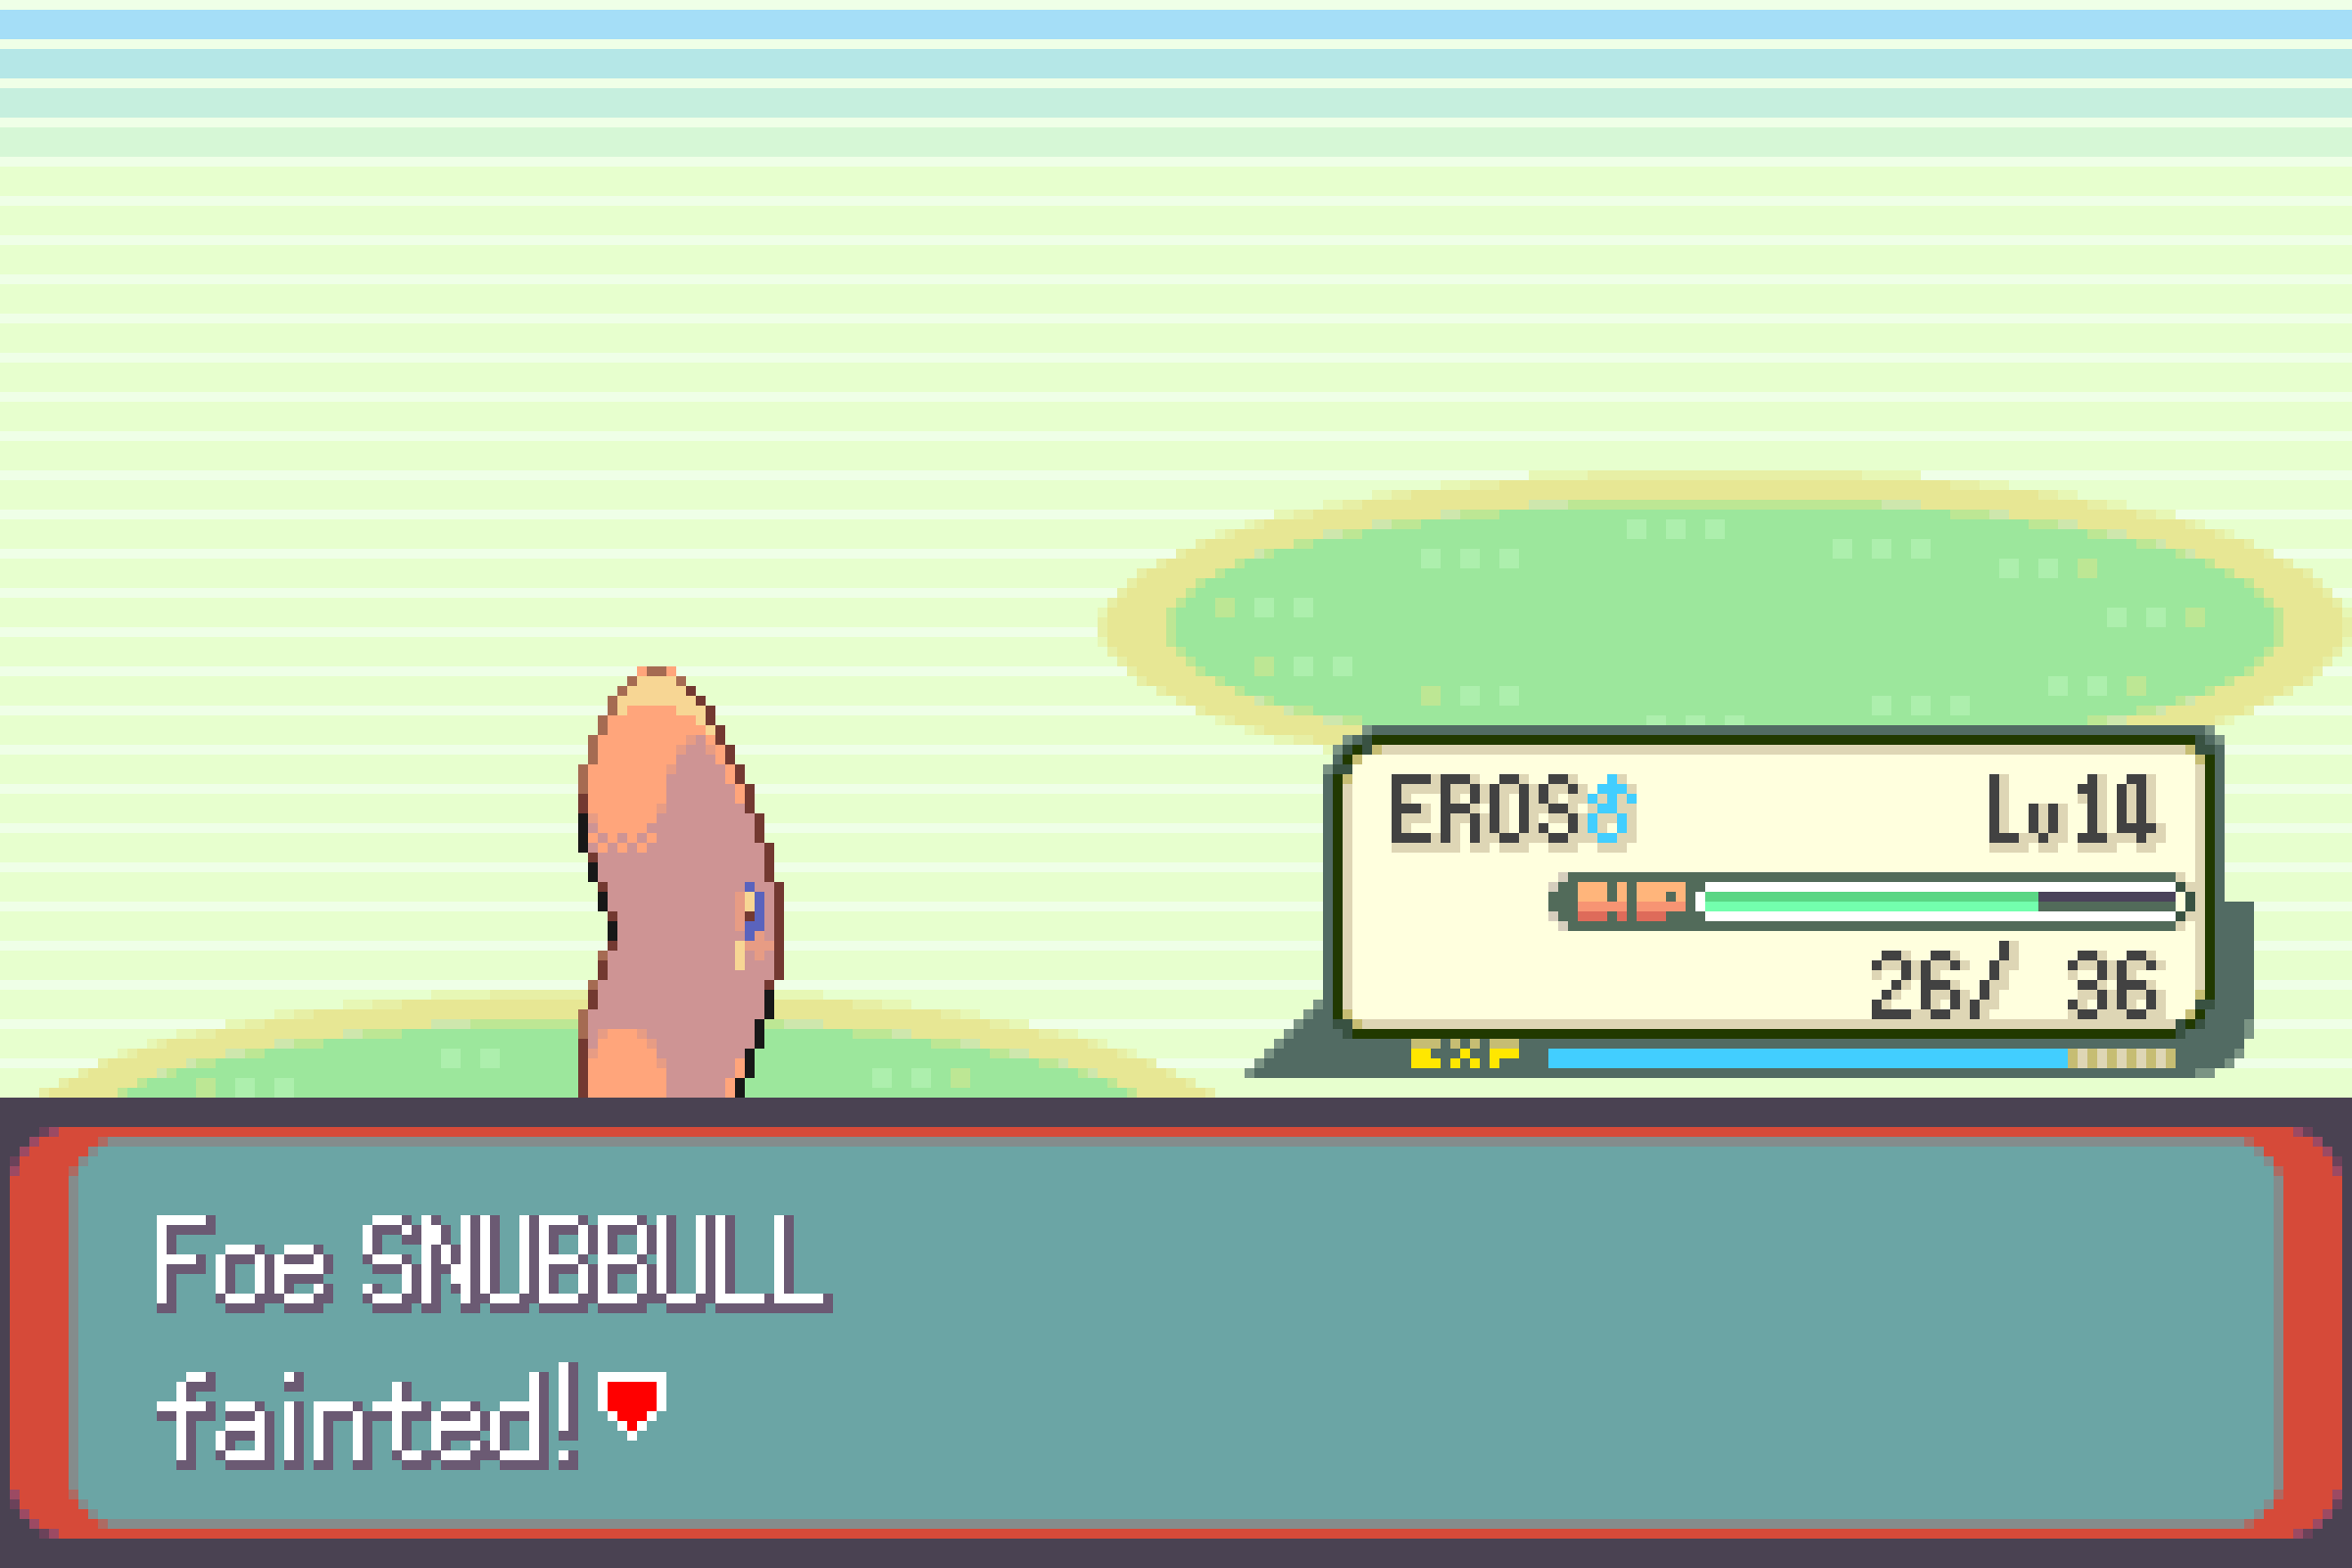 EROS♂ Lv14
HP
26/ 36
EXP
Foe SNUBBULL
fainted!